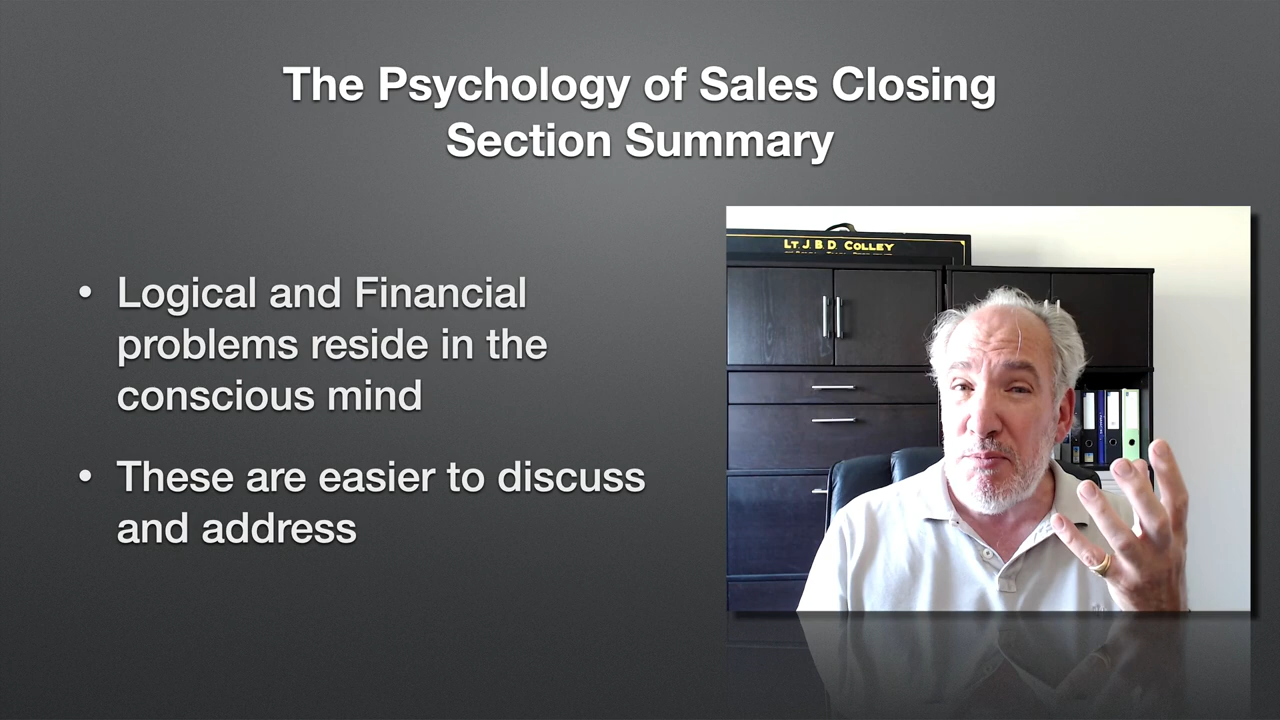 The Psychology of Sales Closing
Section Summary
• Logical and Financial
problems reside in the
conscious mind
• These are easier to discuss
and address
LT. J. B. D. COLLEY